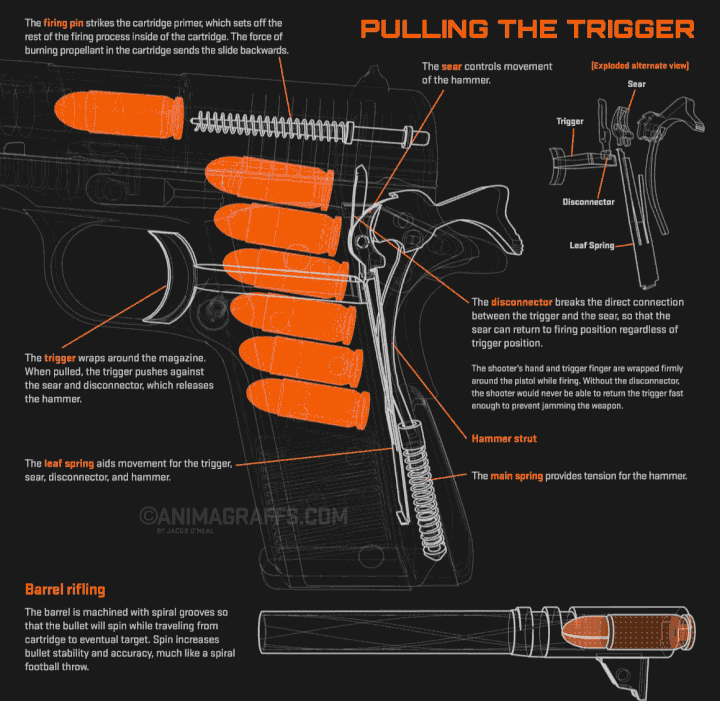 The firing pin strikes the cartridge primer, which sets off the
rest of the firing process inside of the cartridge. The force of
burning propellant in the cartridge sends the slide backwards.
PULLING THE TRIGGER
The sear controls movement
of the hammer.
(Exploded alternate view)
Sear
Trigger
Disconnector
Leaf Spring
The disconnector breaks the direct connection
between the trigger and the sear, so that the
sear can return to firing position regardless of
trigger position.
The shooter's hand and trigger finger are wrapped firmly
around the pistol while firing. Without the disconnector,
the shooter would never be able to return the trigger fast
enough to prevent jamming the weapon.
The trigger wraps around the magazine.
When pulled, the trigger pushes against
the sear and disconnector, which releases
the hammer.
Hammer strut
The leaf spring aids movement for the trigger,
sear, disconnector, and hammer.
The main spring provides tension for the hammer.
©ANIMAGRAFFS.COM
BY JACOB O'NEAL
Barrel rifling
The barrel is machined with spiral grooves so
that the bullet will spin while traveling from
cartridge to eventual target. Spin increases
bullet stability and accuracy, much like a spiral
football throw.